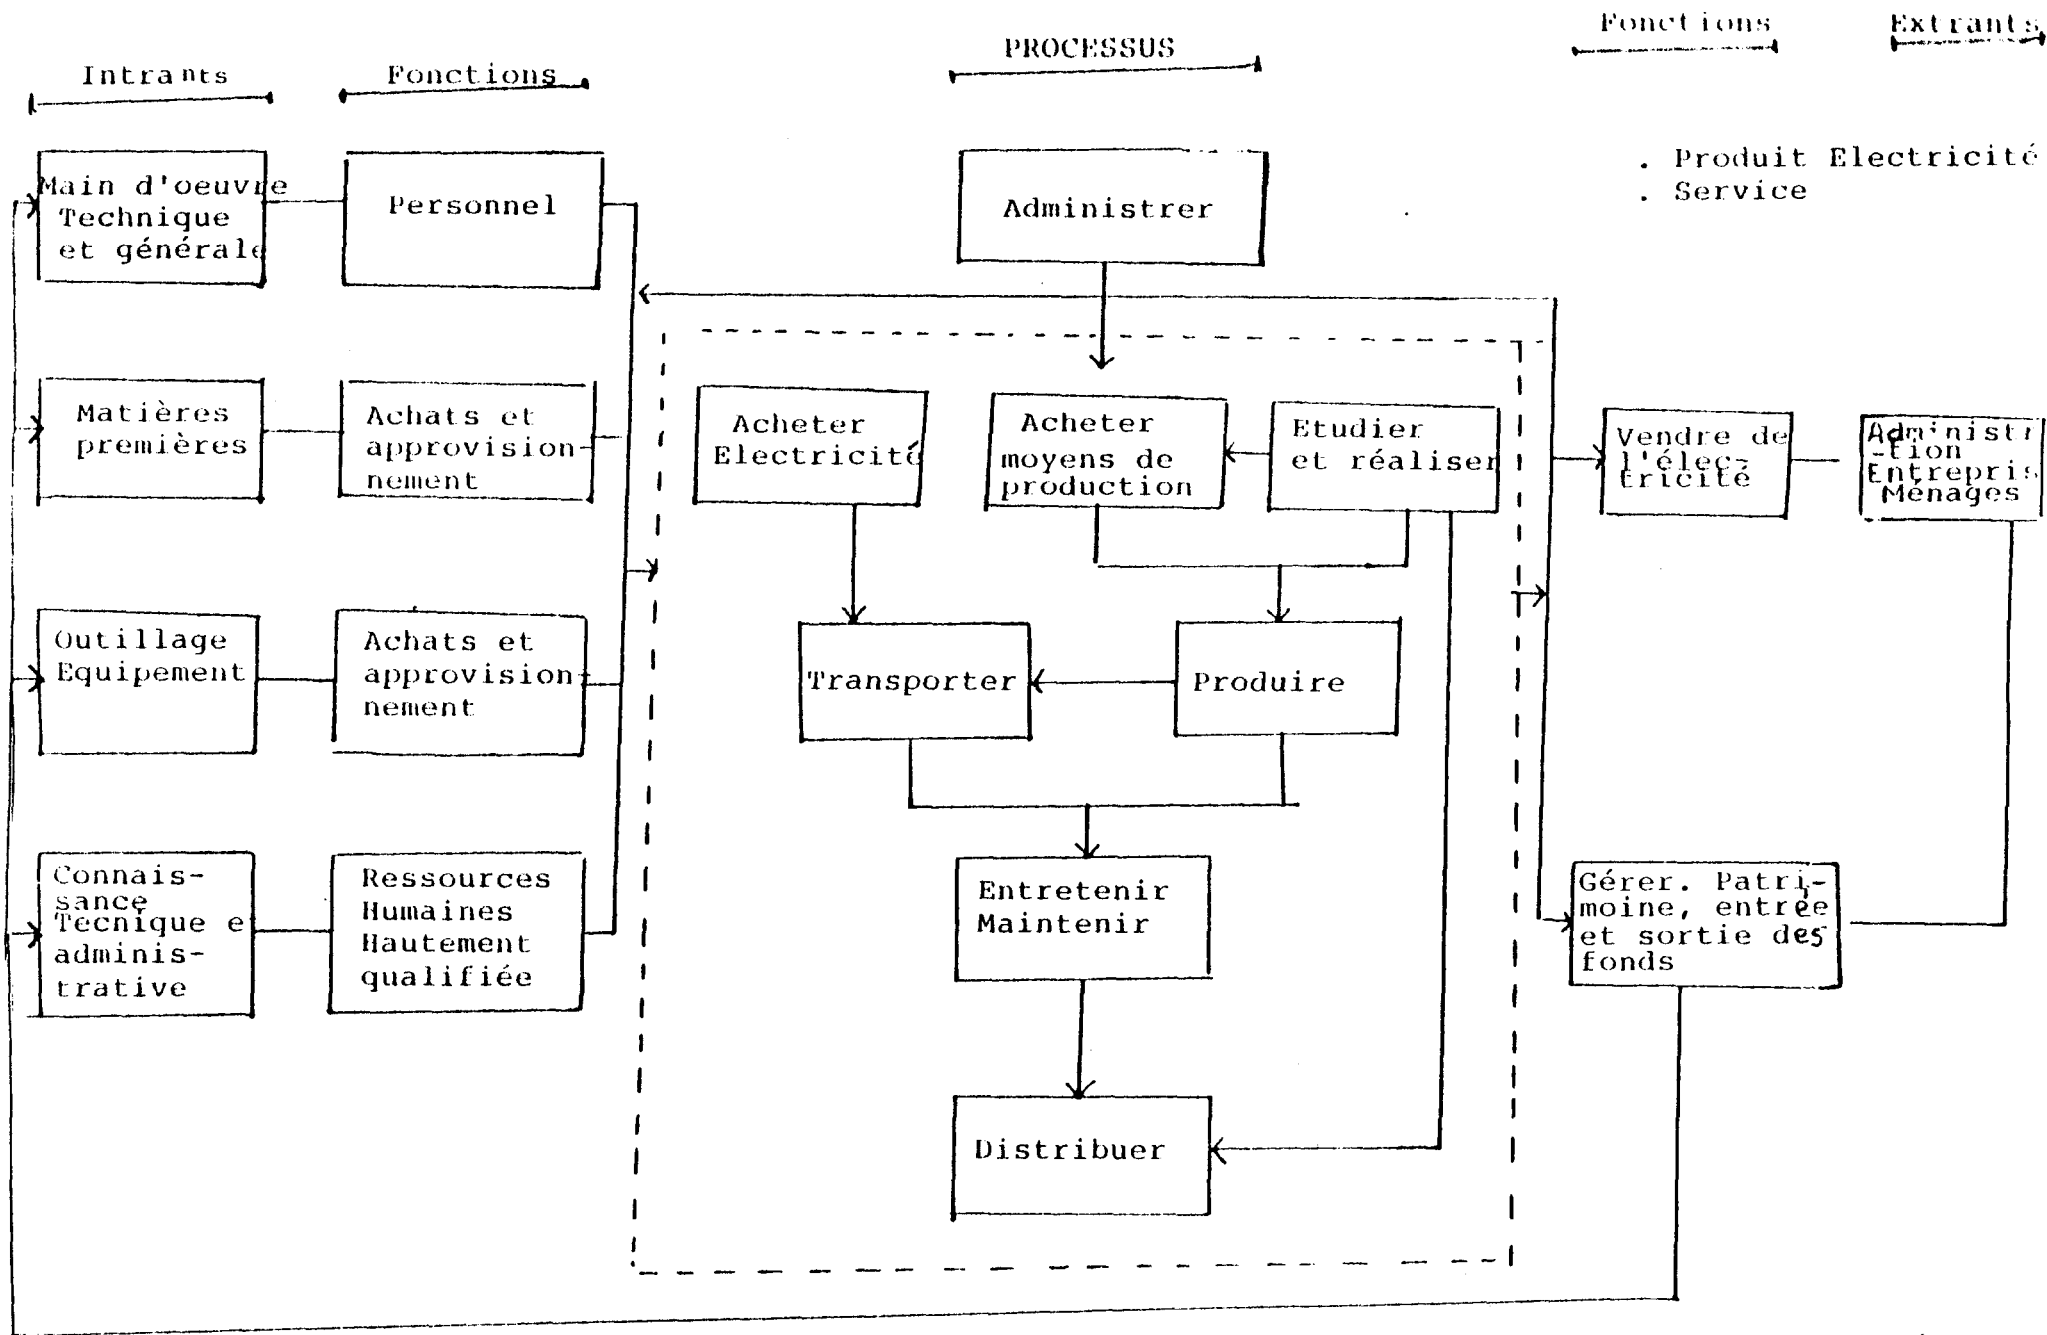 Intrants
Fonctions
PROCESSUS
Fonctions
Extrants
. Produit Electricité
. Service
Main d'oeuvre
Technique
et générale
Personnel
Administrer
Matières
premières
Achats et
approvision-
nement
Acheter
Electricité
Acheter
moyens de
production
Etudier
et réaliser
Vendre de
l'élec-
tricité
Administr
-tion
Entrepris
Ménages
Outillage
Equipement
Achats et
approvision-
nement
Transporter
Produire
Connais-
sance
Tecnique e
adminis-
trative
Ressources
Humaines
Hautement
qualifiée
Entretenir
Maintenir
Gérer. Patri-
moine, entrée
et sortie des
fonds
Distribuer